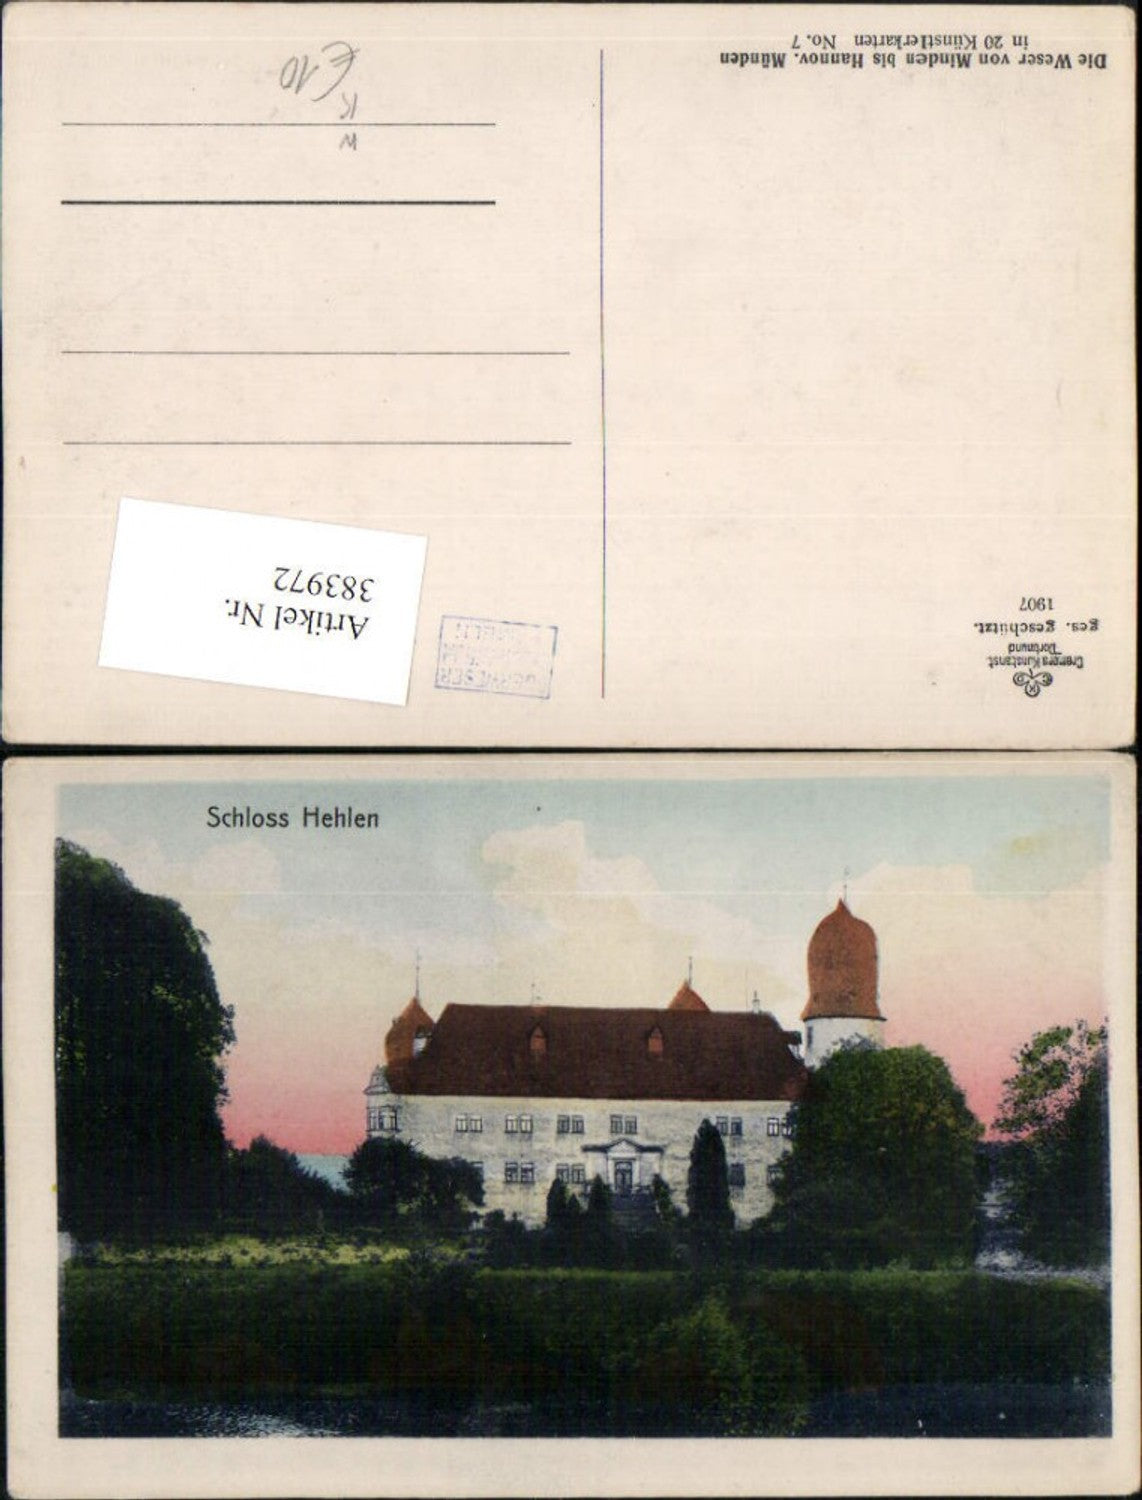 Die Weser von Minden bis Hannov. Münden
in 20 Künstlerkarten No. 7
€10
K
W
Artikel Nr.
383972
Cramers Kunstanst.
Dortmund
ges. geschützt.
1907
Schloss Hehlen